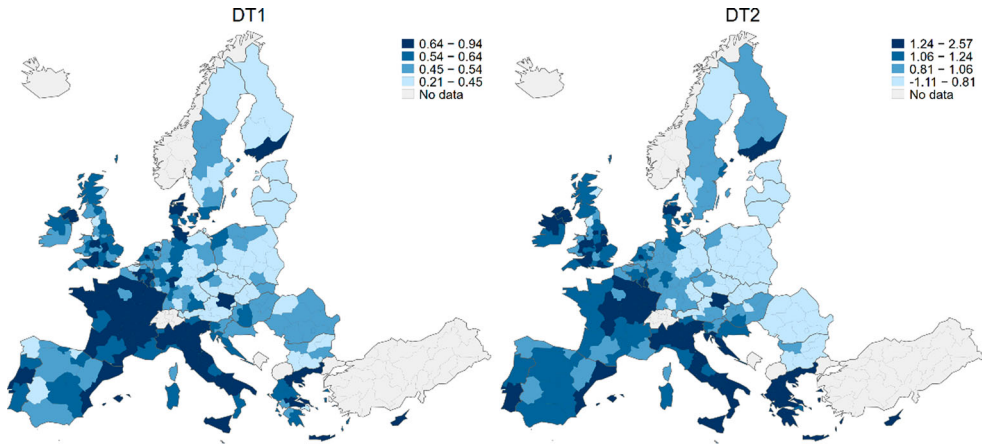 DT1
0.64 – 0.94
0.54 – 0.64
0.45 – 0.54
0.21 – 0.45
No data
DT2
1.24 – 2.57
1.06 – 1.24
0.81 – 1.06
-1.11 – 0.81
No data